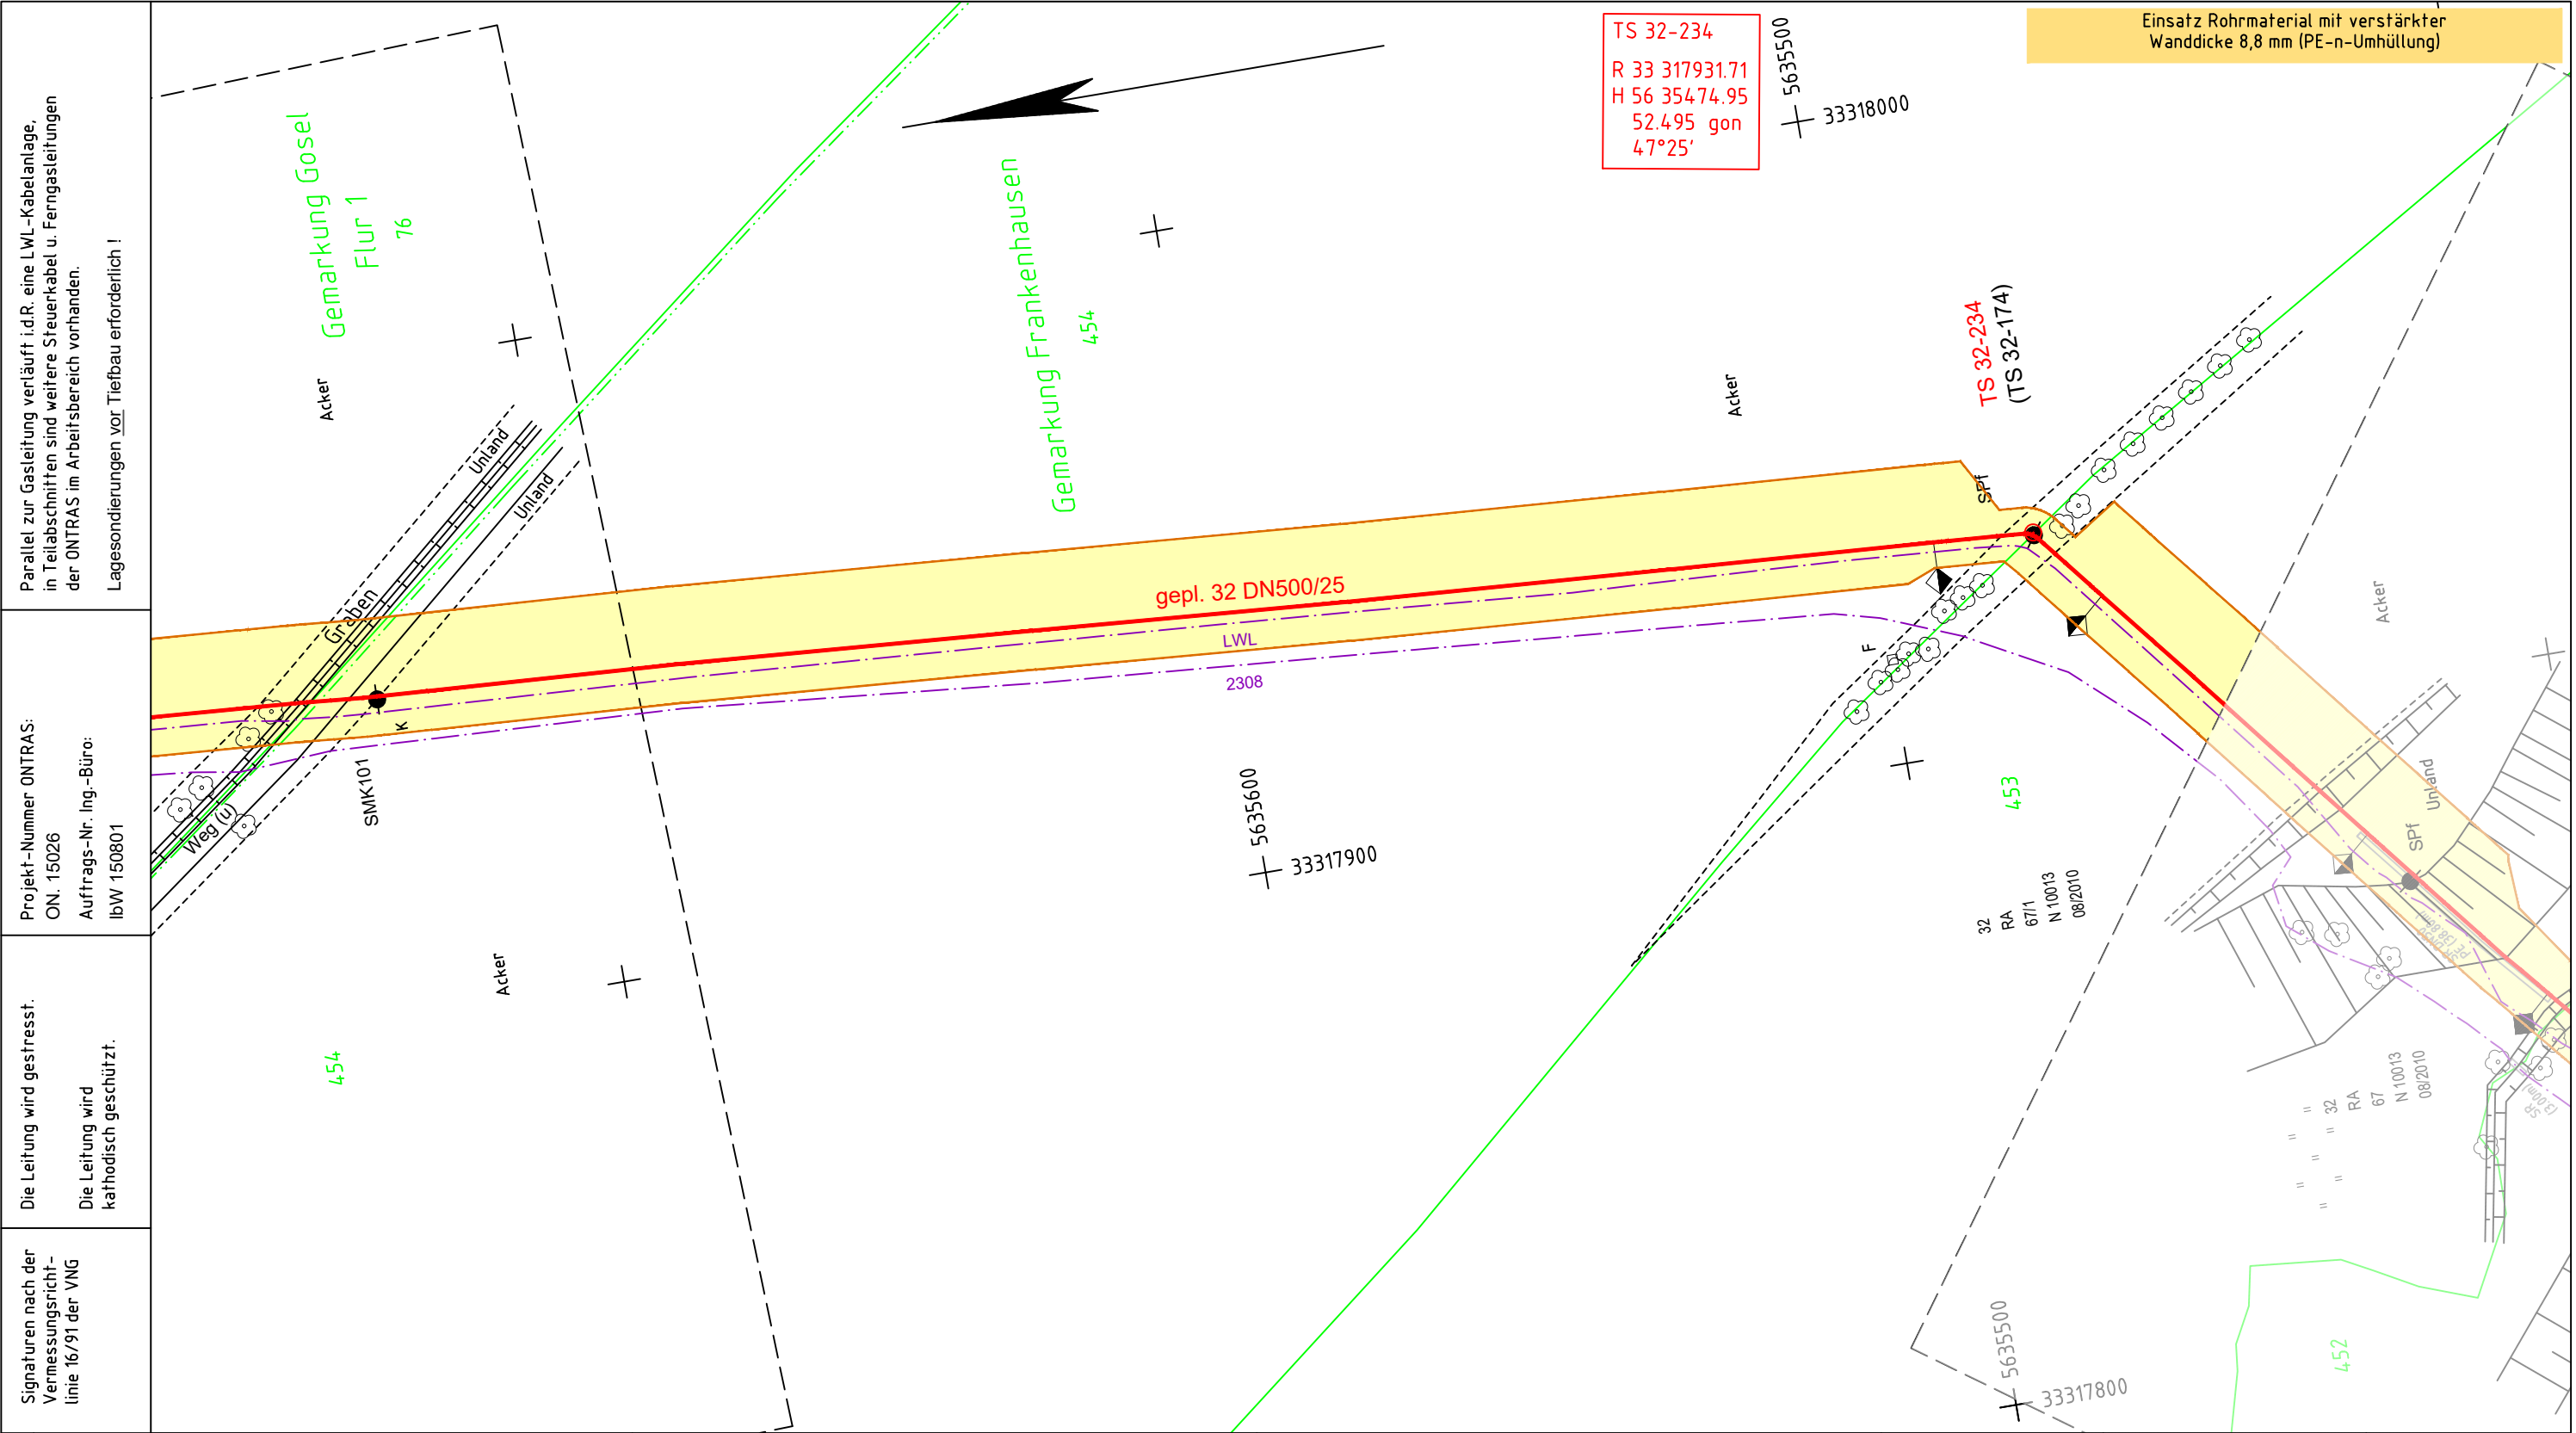 Parallel zur Gasleitung verläuft i.d.R. eine LWL-Kabelanlage,
in Teilabschnitten sind weitere Steuerkabel u. Ferngasleitungen
der ONTRAS im Arbeitsbereich vorhanden.
Lagesondierungen vor Tiefbau erforderlich !
Projekt-Nummer ONTRAS:
ON. 15026
Auftrags-Nr. Ing.-Büro:
IbW 150801
Die Leitung wird gestresst.
Die Leitung wird
kathodisch geschützt.
Signaturen nach der
Vermessungsricht-
linie 16/91 der VNG
Gemarkung Gosel
Flur 1
76
Acker
Unland
Unland
Graben
Weg (u)
K
SMK101
Acker
454
Gemarkung Frankenhausen
454
gepl. 32 DN500/25
LWL
2308
5635600
33317900
TS 32-234
R 33 317931.71
H 56 35474.95
52.495 gon
47°25'
5635500
33318000
Einsatz Rohrmaterial mit verstärkter
Wanddicke 8,8 mm (PE-n-Umhüllung)
Acker
TS 32-234
(TS 32-174)
SPf
F
453
32
RA
67/1
N 10013
08/2010
Acker
Unland
SPf
SR
(3.00m)
32
RA
67
N 10013
08/2010
452
5635500
33317800